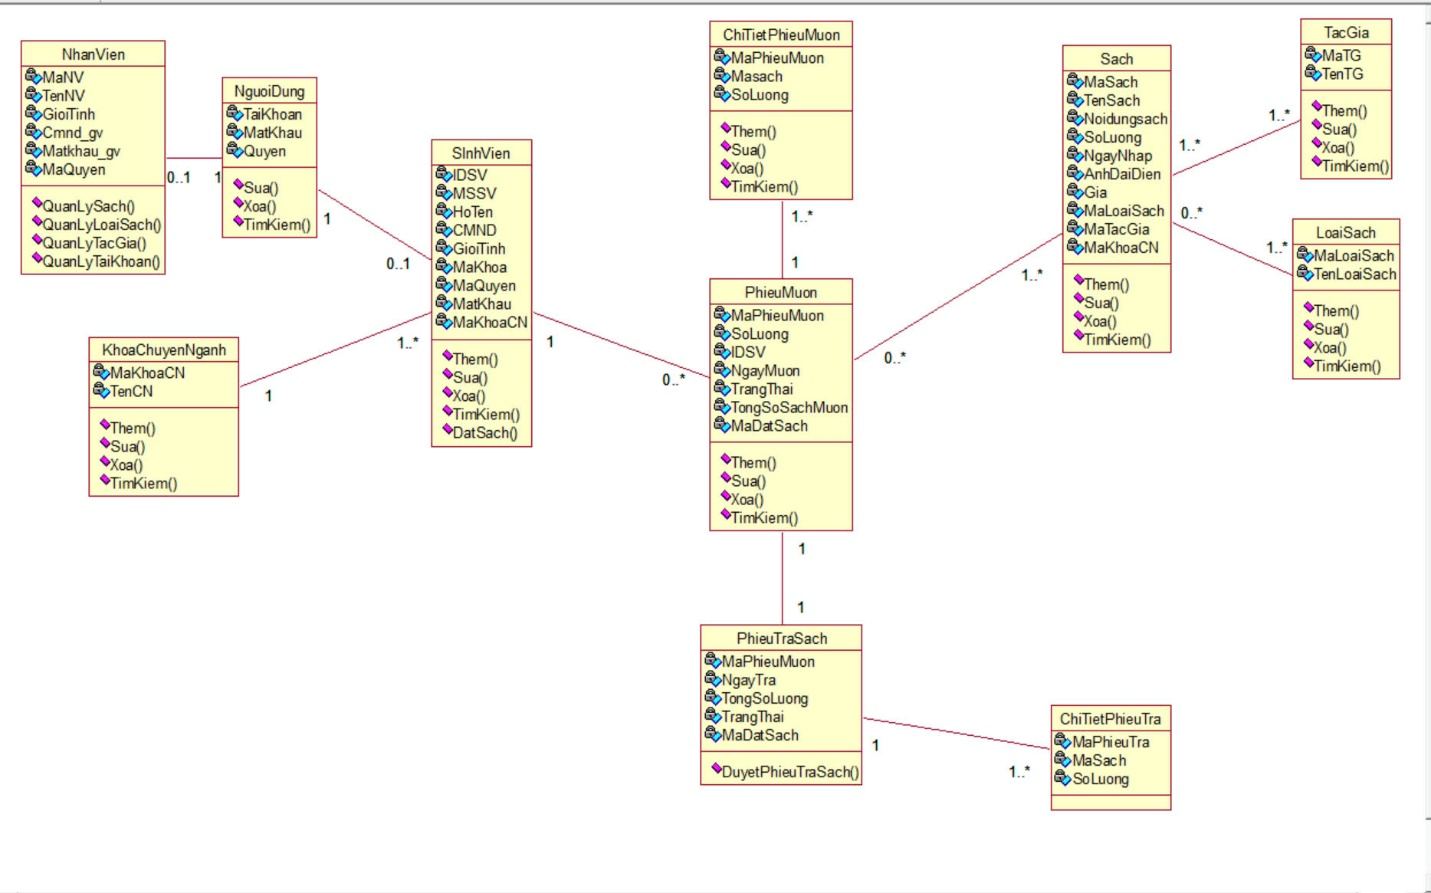 NhanVien
MaNV
TenNV
GioiTinh
Cmnd_gv
Matkhau_gv
MaQuyen
QuanLySach()
QuanLyLoaiSach()
QuanLyTacGia()
QuanLyTaiKhoan()
0..1
1
NguoiDung
TaiKhoan
MatKhau
Quyen
Sua()
Xoa()
TimKiem()
1
0..1
SInhVien
IDSV
MSSV
HoTen
CMND
GioiTinh
MaKhoa
MaQuyen
MatKhau
MaKhoaCN
Them()
Sua()
Xoa()
TimKiem()
DatSach()
KhoaChuyenNganh
MaKhoaCN
TenCN
Them()
Sua()
Xoa()
TimKiem()
1
1..*
1
0..*
ChiTietPhieuMuon
MaPhieuMuon
Masach
SoLuong
Them()
Sua()
Xoa()
TimKiem()
1..*
1
PhieuMuon
MaPhieuMuon
SoLuong
IDSV
NgayMuon
TrangThai
TongSoSachMuon
MaDatSach
Them()
Sua()
Xoa()
TimKiem()
0..*
1..*
1
1
PhieuTraSach
MaPhieuMuon
NgayTra
TongSoLuong
TrangThai
MaDatSach
DuyetPhieuTraSach()
1
1..*
ChiTietPhieuTra
MaPhieuTra
MaSach
SoLuong
Sach
MaSach
TenSach
Noidungsach
SoLuong
NgayNhap
AnhDaiDien
Gia
MaLoaiSach
MaTacGia
MaKhoaCN
Them()
Sua()
Xoa()
TimKiem()
1..*
1..*
0..*
1..*
TacGia
MaTG
TenTG
Them()
Sua()
Xoa()
TimKiem()
LoaiSach
MaLoaiSach
TenLoaiSach
Them()
Sua()
Xoa()
TimKiem()